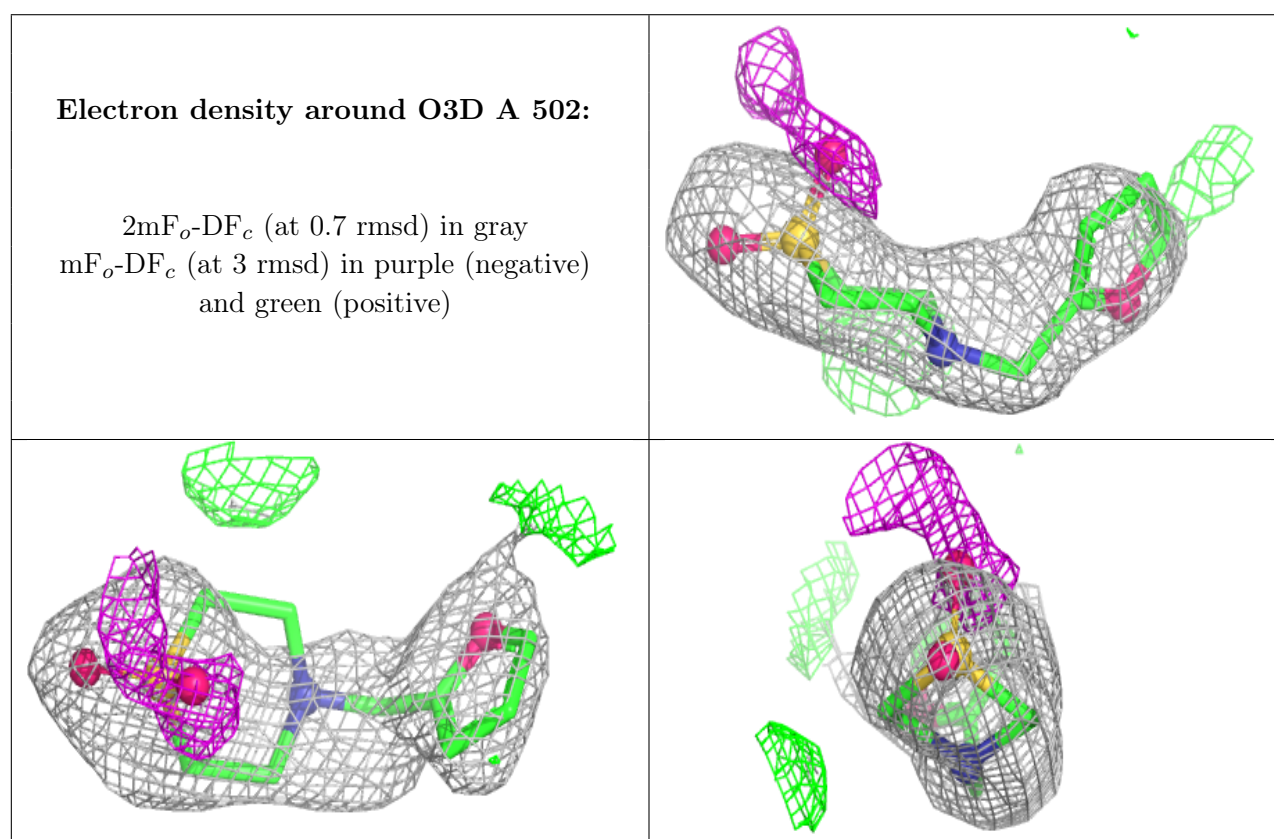 Electron density around O3D A 502:
2mFo-DFc (at 0.7 rmsd) in gray
mFo-DFc (at 3 rmsd) in purple (negative)
and green (positive)